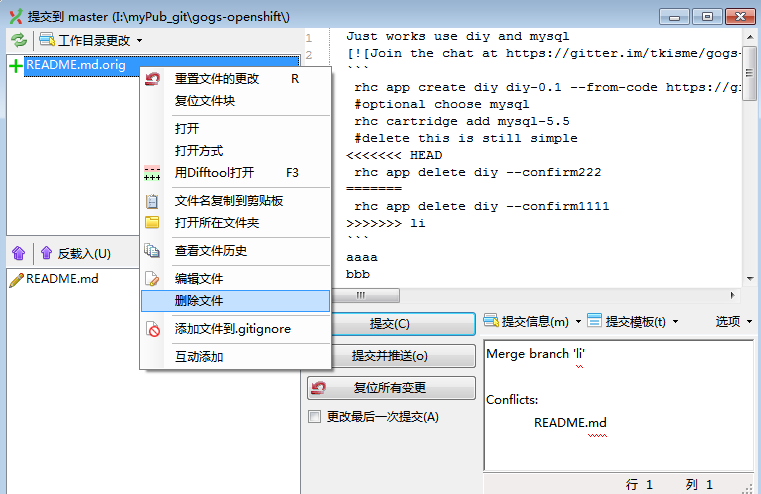 提交到 master (I:\myPub_git\gogs-openshift\)
工作目录更改
README.md.orig
重置文件的更改 R
复位文件块
打开
打开方式
用Difftool打开 F3
文件名复制到剪贴板
打开所在文件夹
查看文件历史
编辑文件
删除文件
添加文件到.gitignore
互动添加
反载入(U)
README.md
1 Just works use diy and mysql
2 [![Join the chat at https://gitter.im/tkisme/gogs-
```
rhc app create diy diy-0.1 --from-code https://gi
#optional choose mysql
rhc cartridge add mysql-5.5
#delete this is still simple
<<<<<<< HEAD
rhc app delete diy --confirm222
=======
rhc app delete diy --confirm1111
>>>>>>> li
```
aaaa
bbb
提交(C)
提交并推送(o)
复位所有变更
更改最后一次提交(A)
提交信息(m) 提交模板(t) 选项
Merge branch 'li'
Conflicts:
README.md
行 1 列 1